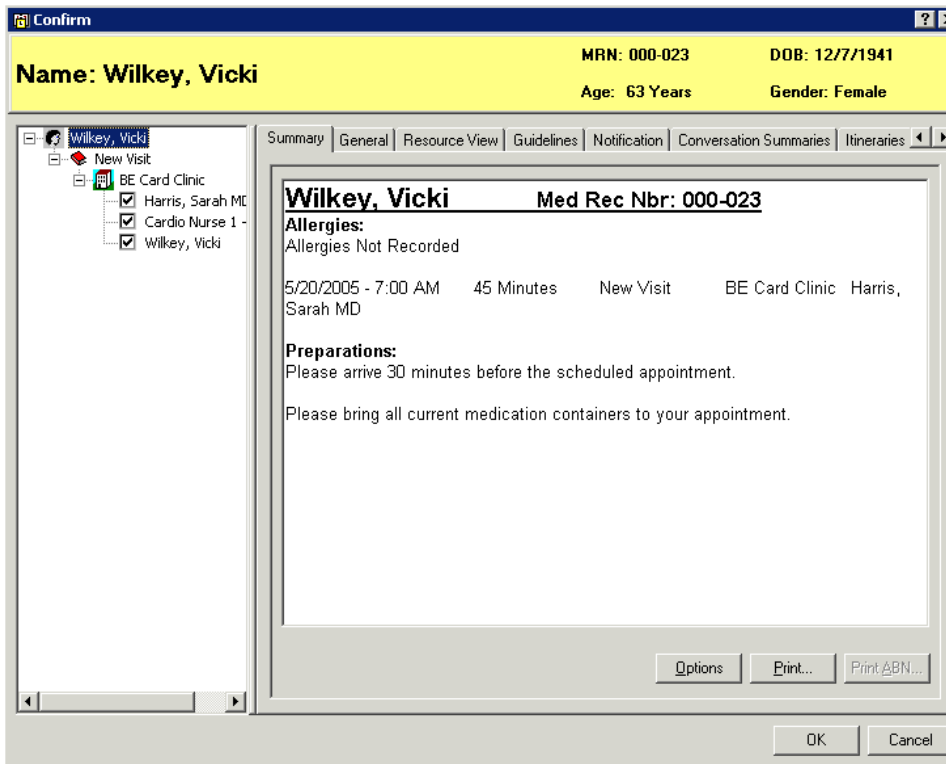 Confirm
Name: Wilkey, Vicki
MRN: 000-023 DOB: 12/7/1941
Age: 63 Years Gender: Female
Wilkey, Vicki
New Visit
BE Card Clinic
Harris, Sarah MD
Cardio Nurse 1 -
Wilkey, Vicki
Summary General Resource View Guidelines Notification Conversation Summaries Itineraries
Wilkey, Vicki Med Rec Nbr: 000-023
Allergies:
Allergies Not Recorded
5/20/2005 - 7:00 AM 45 Minutes New Visit BE Card Clinic Harris,
Sarah MD
Preparations:
Please arrive 30 minutes before the scheduled appointment.
Please bring all current medication containers to your appointment.
Options Print... Print ABN...
OK Cancel